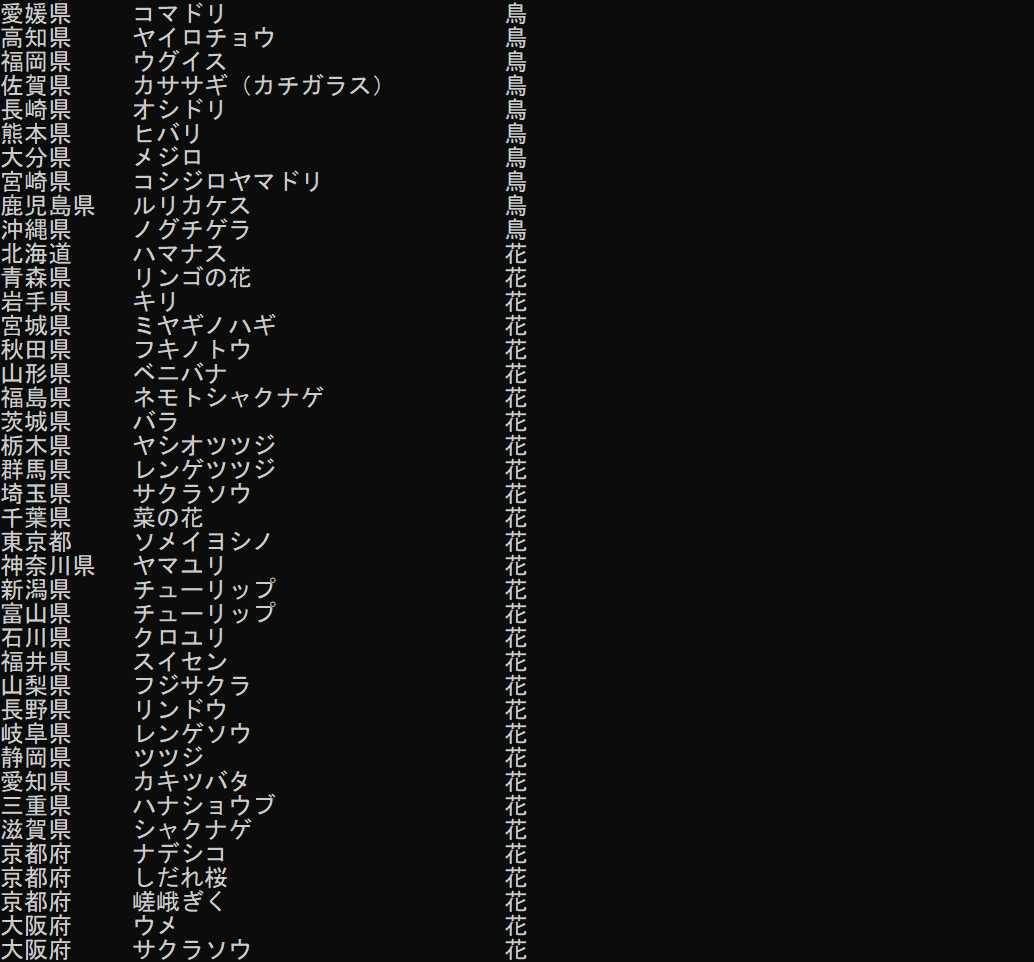 愛媛県 コマドリ 鳥
高知県 ヤイロチョウ 鳥
福岡県 ウグイス 鳥
佐賀県 カササギ（カチガラス） 鳥
長崎県 オシドリ 鳥
熊本県 ヒバリ 鳥
大分県 メジロ 鳥
宮崎県 コシジロヤマドリ 鳥
鹿児島県 ルリカケス 鳥
沖縄県 ノグチゲラ 鳥
北海道 ハマナス 花
青森県 リンゴの花 花
岩手県 キリ 花
宮城県 ミヤギノハギ 花
秋田県 フキノトウ 花
山形県 ベニバナ 花
福島県 ネモトシャクナゲ 花
茨城県 バラ 花
栃木県 ヤシオツツジ 花
群馬県 レンゲツツジ 花
埼玉県 サクラソウ 花
千葉県 菜の花 花
東京都 ソメイヨシノ 花
神奈川県 ヤマユリ 花
新潟県 チューリップ 花
富山県 チューリップ 花
石川県 クロユリ 花
福井県 スイセン 花
山梨県 フジサクラ 花
長野県 リンドウ 花
岐阜県 レンゲソウ 花
静岡県 ツツジ 花
愛知県 カキツバタ 花
三重県 ハナショウブ 花
滋賀県 シャクナゲ 花
京都府 ナデシコ 花
京都府 しだれ桜 花
京都府 嵯峨ぎく 花
大阪府 ウメ 花
大阪府 サクラソウ 花